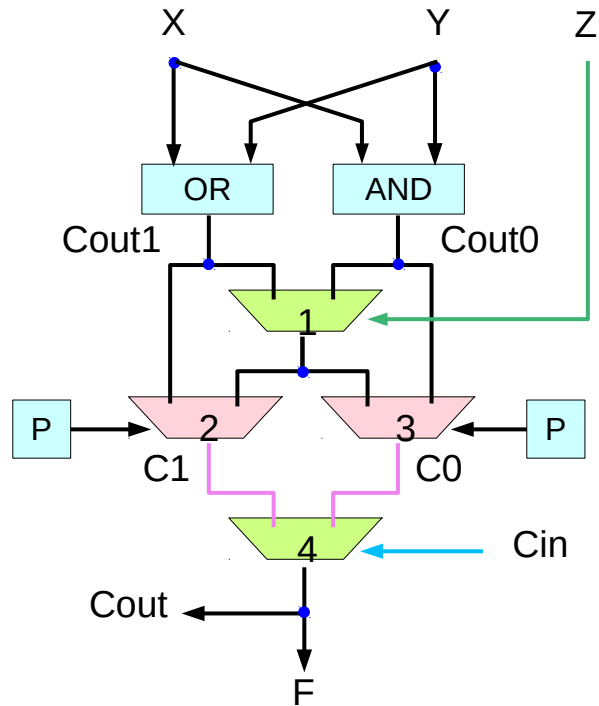 X Y Z
OR AND
Cout1 Cout0
1
P 2 3 P
C1 C0
4 Cin
Cout
F